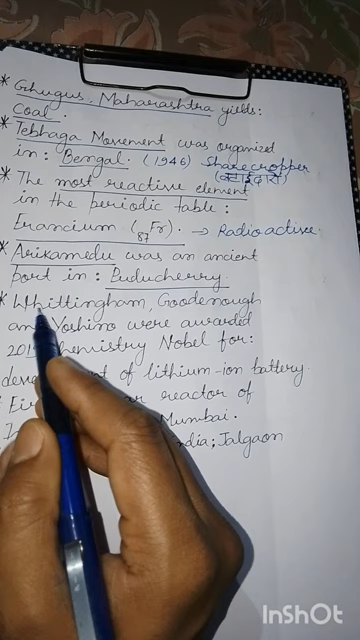 * Ghugus, Maharashtra yields:
Coal.
* Tebhaga Movement was organized
in: Bengal. (1946) Sharecropper
* The most reactive element
in the periodic table:
Francium (87Fr) → Radioactive.
* Arikamedu was an ancient
port in: Puducherry.
* Whittingham, Goodenough
and Yoshino were awarded
201 Chemistry Nobel for:
of lithium-ion battery.
reactor of
Mumbai.
; Jalgaon
InShOt